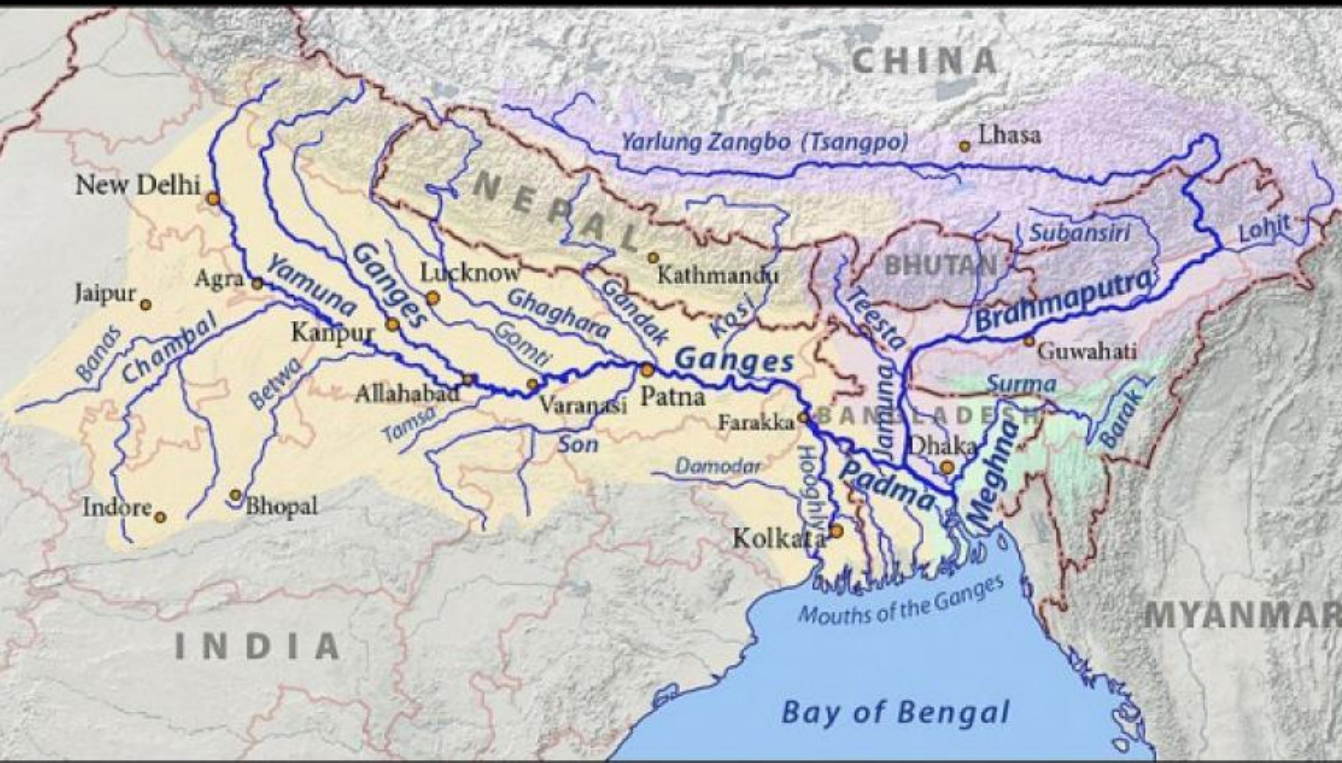 CHINA
Yarlung Zangbo (Tsangpo)
Lhasa
New Delhi
NEPAL
Subansiri
Lohit
BHUTAN
Kathmandu
Agra
Yamuna
Ganges
Lucknow
Jaipur
Ghaghara
Gandak
Kosi
Teesta
Brahmaputra
Kanpur
Banas
Chambal
Gomti
Ganges
Guwahati
Betwa
Allahabad
Varanasi
Patna
Surma
Tamsa
Farakka
BANGLADESH
Jamuna
Barak
Son
Dhaka
Damodar
Hooghly
Padma
Meghna
Indore
Bhopal
Kolkata
Mouths of the Ganges
INDIA
MYANMAR
Bay of Bengal